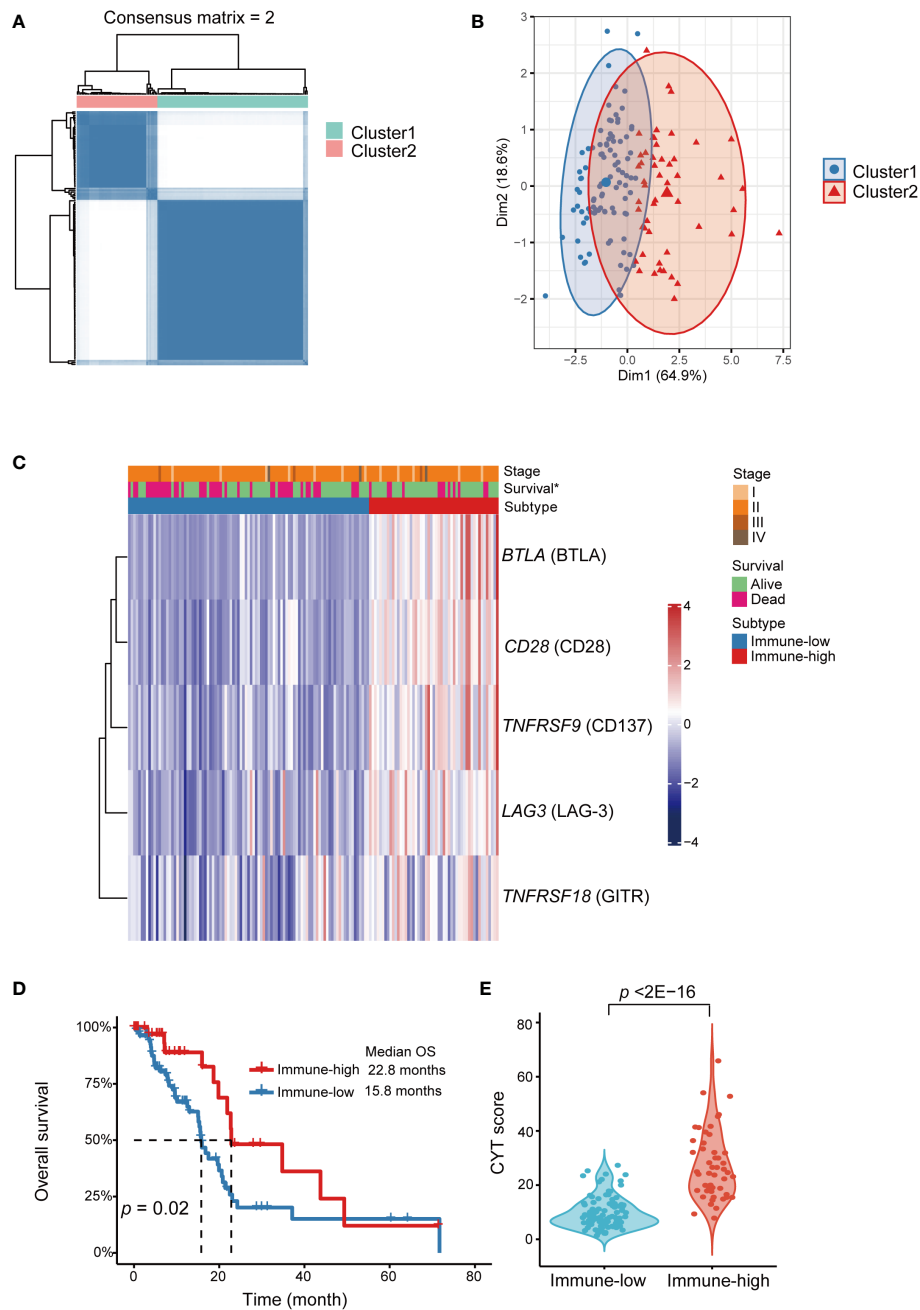 A
Consensus matrix = 2
Cluster1
Cluster2
B
3
2
1
0
−1
−2
Dim2 (18.6%)
−2.5
0.0
2.5
5.0
7.5
Dim1 (64.9%)
Cluster1
Cluster2
C
Stage
Survival*
Subtype
BTLA (BTLA)
CD28 (CD28)
TNFRSF9 (CD137)
LAG3 (LAG-3)
TNFRSF18 (GITR)
4
2
0
−2
−4
Stage
I
II
III
IV
Survival
Alive
Dead
Subtype
Immune-low
Immune-high
D
100%
75%
50%
25%
0%
Overall survival
Median OS
Immune-high 22.8 months
Immune-low 15.8 months
p = 0.02
0
20
40
60
80
Time (month)
E
p <2E−16
80
60
40
20
0
CYT score
Immune-low
Immune-high